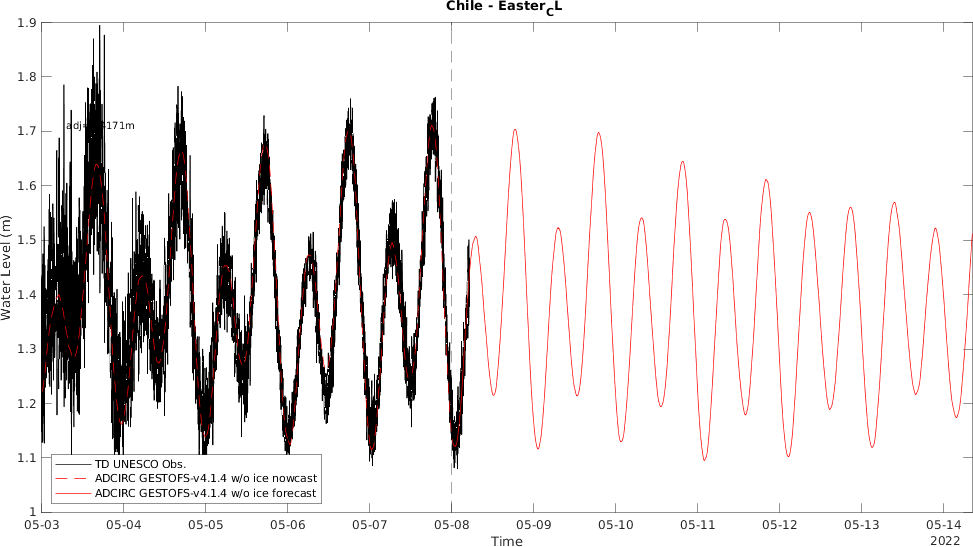 Chile - Easter_CL
1.9
1.8
1.7
1.6
1.5
1.4
1.3
1.2
1.1
1
Water Level (m)
TD UNESCO Obs.
ADCIRC GESTOFS-v4.1.4 w/o ice nowcast
ADCIRC GESTOFS-v4.1.4 w/o ice forecast
05-03 05-04 05-05 05-06 05-07 05-08 05-09 05-10 05-11 05-12 05-13 05-14
Time 2022